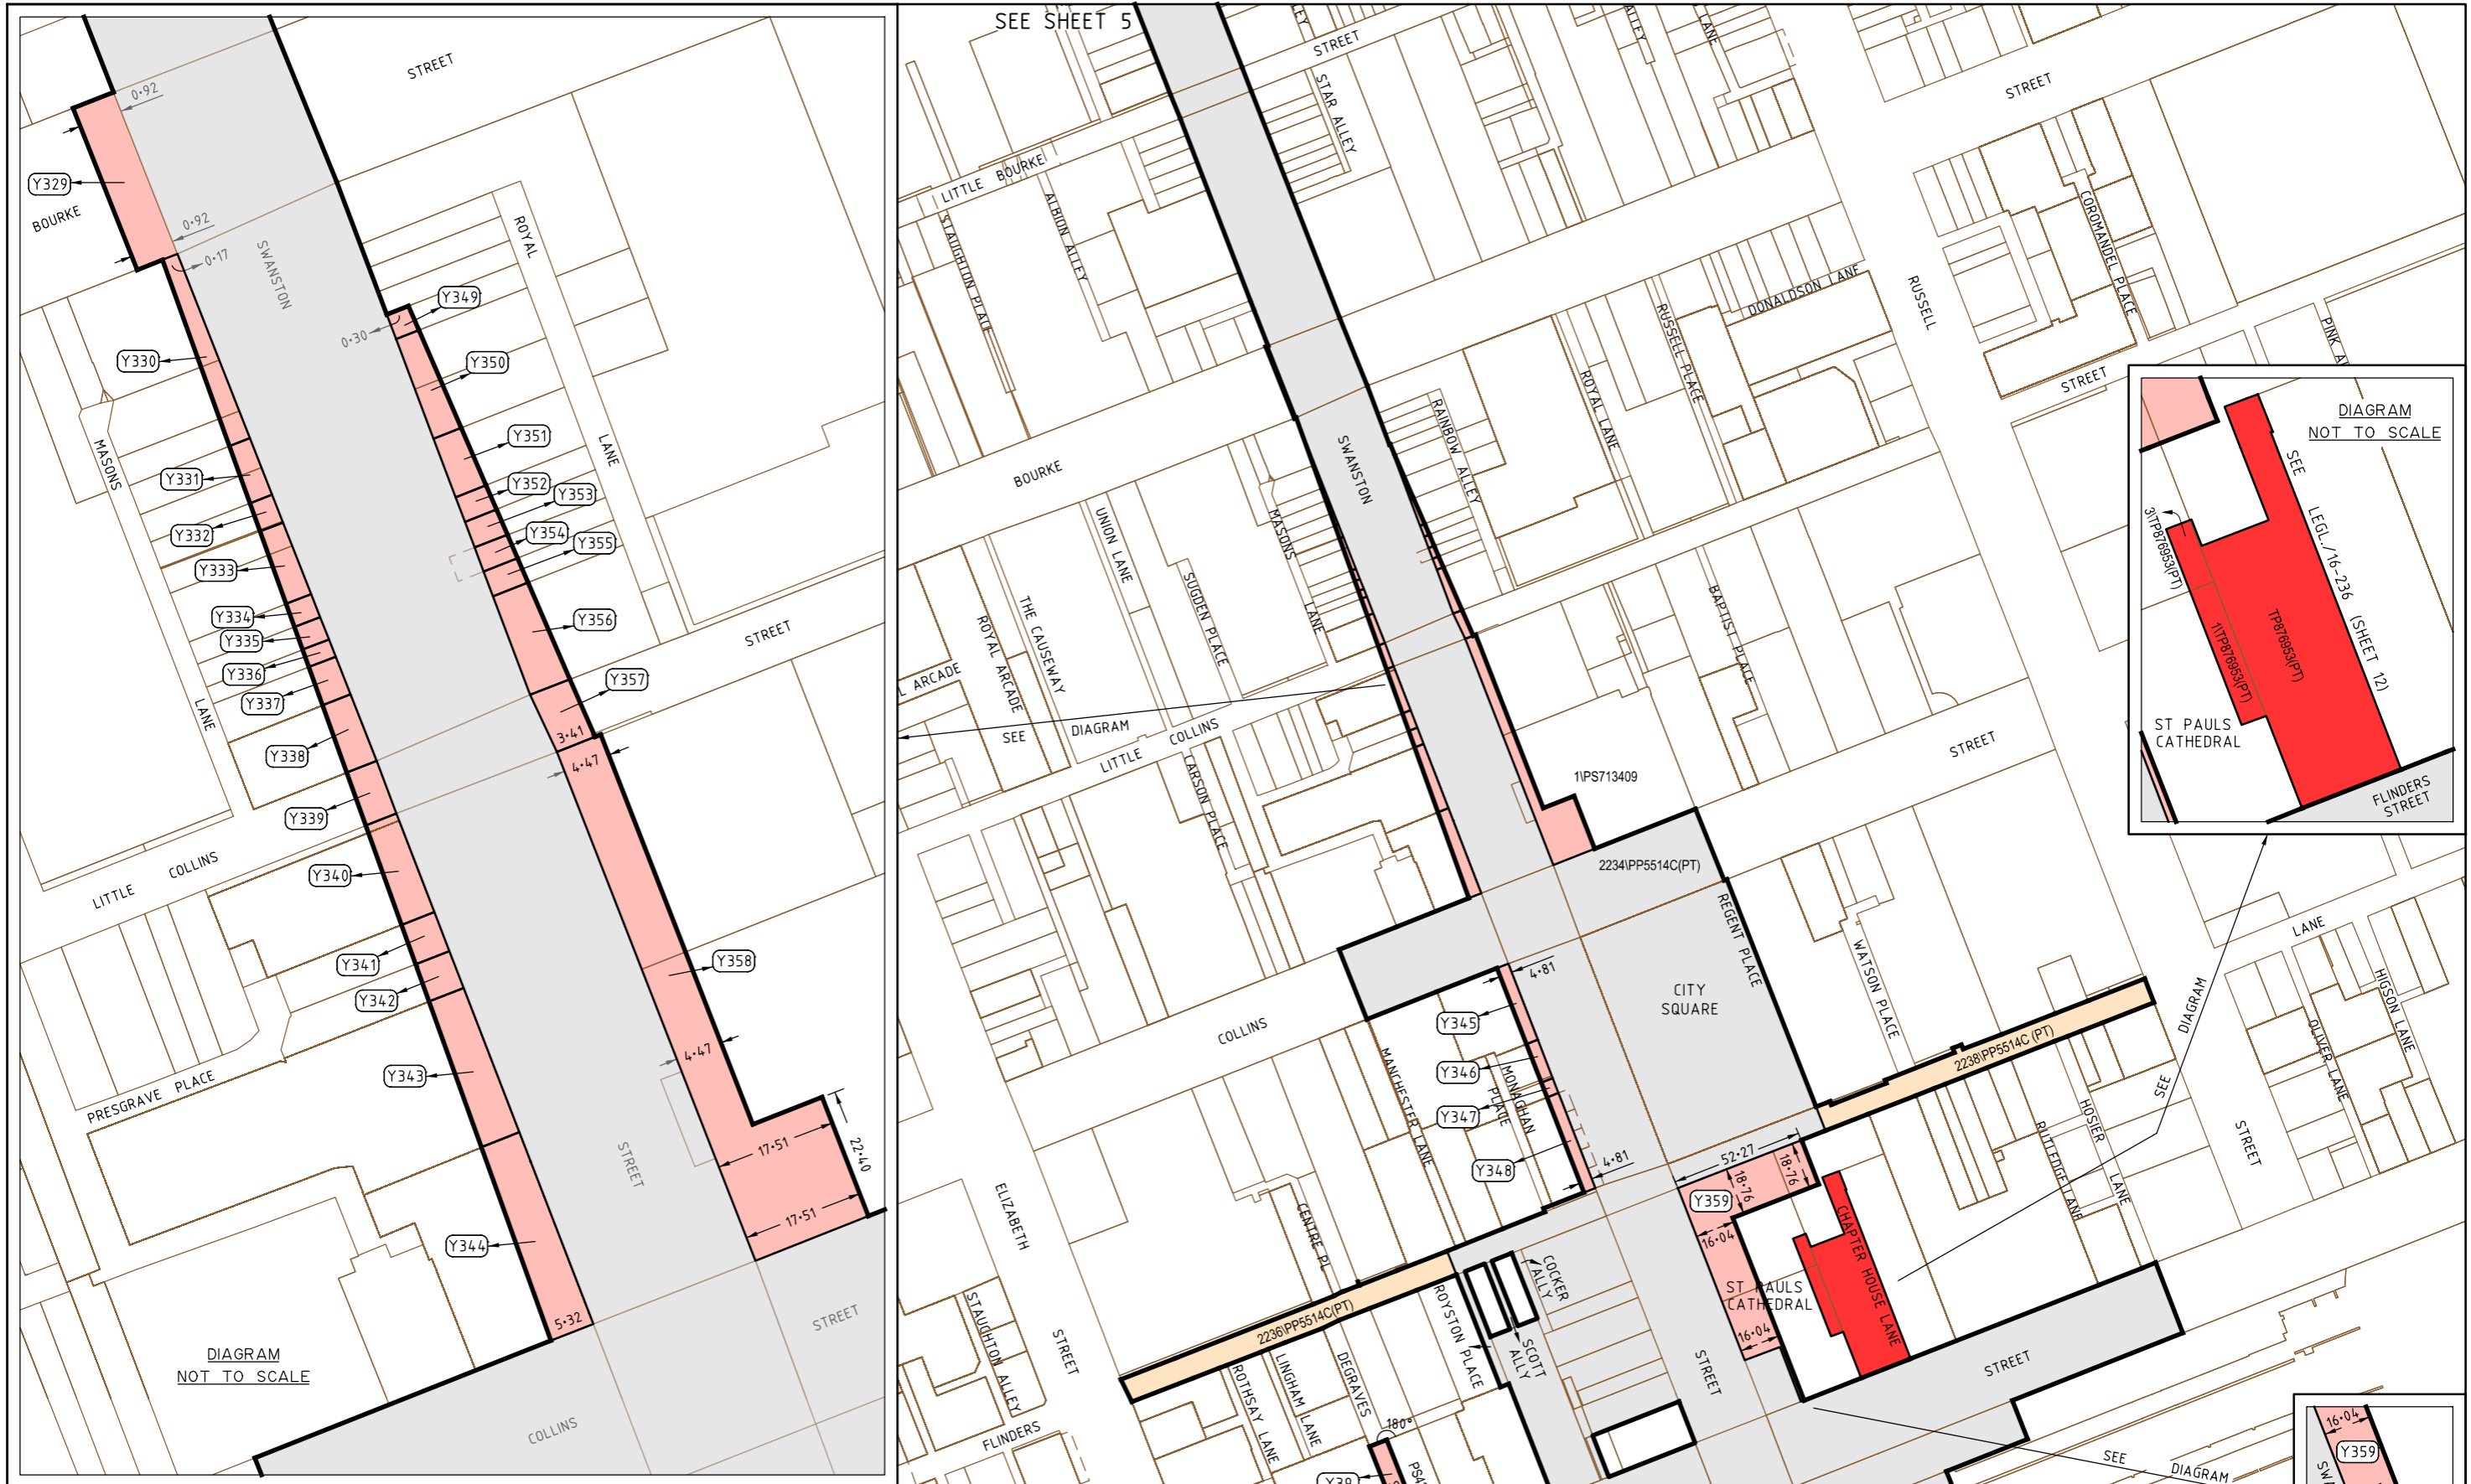 STREET
0·92
Y329
BOURKE
0·92
0·17
SWANSTON
ROYAL
Y349
0·30
Y330
Y350
MASONS
Y351
LANE
Y331
Y352
Y353
Y332
Y354
Y355
Y333
Y334
Y356
Y335
STREET
Y336
Y357
Y337
LANE
3·41
Y338
4·47
Y339
LITTLE COLLINS
Y340
Y341
Y358
Y342
4·47
Y343
PRESGRAVE PLACE
22·40
17·51
STREET
17·51
Y344
5·32
STREET
DIAGRAM
NOT TO SCALE
COLLINS
SEE SHEET 5
LEY
STREET
ALLEY
LANE
STAR ALLEY
STREET
LITTLE BOURKE
STAUGHTON PLACE
ALBION ALLEY
COROMANDEL PLACE
DONALDSON LANE
RUSSELL
RUSSELL PLACE
ROYAL LANE
RAINBOW ALLEY
PINK A
STREET
SWANSTON
BOURKE
UNION LANE
MASONS
LANE
SUGDEN PLACE
THE CAUSEWAY
ROYAL ARCADE
L ARCADE
BAPTIST PLACE
SEE DIAGRAM
LITTLE COLLINS
CARSON PLACE
STREET
1\PS713409
2234\PP5514C(PT)
REGENT PLACE
DIAGRAM
NOT TO SCALE
SEE LEGL./16-236 (SHEET 12)
3\TP876953(PT)
1\TP876953(PT)
TP876953(PT)
ST PAULS
CATHEDRAL
FLINDERS
STREET
LANE
WATSON PLACE
HIGSON LANE
OLIVER LANE
4·81
CITY
SQUARE
COLLINS
Y345
Y346
Y347
Y348
MONAGHAN
PLACE
MANCHESTER LANE
4·81
2238\PP5514C (PT)
SEE DIAGRAM
HOSIER
LANE
RUTLEDGE LANE
STREET
52·27
18·76
18·76
Y359
16·04
16·04
CHAPTER HOUSE LANE
ST PAULS
CATHEDRAL
ELIZABETH
STREET
CENTRE PL
COCKER
ALLY
SCOTT
ALLY
ROYSTON PLACE
2236\PP5514C(PT)
STAUGHTON ALLEY
FLINDERS
ROTHSAY LANE
LINGHAM LANE
DEGRAVES
180°
STREET
STREET
SEE DIAGRAM
16·04
Y359